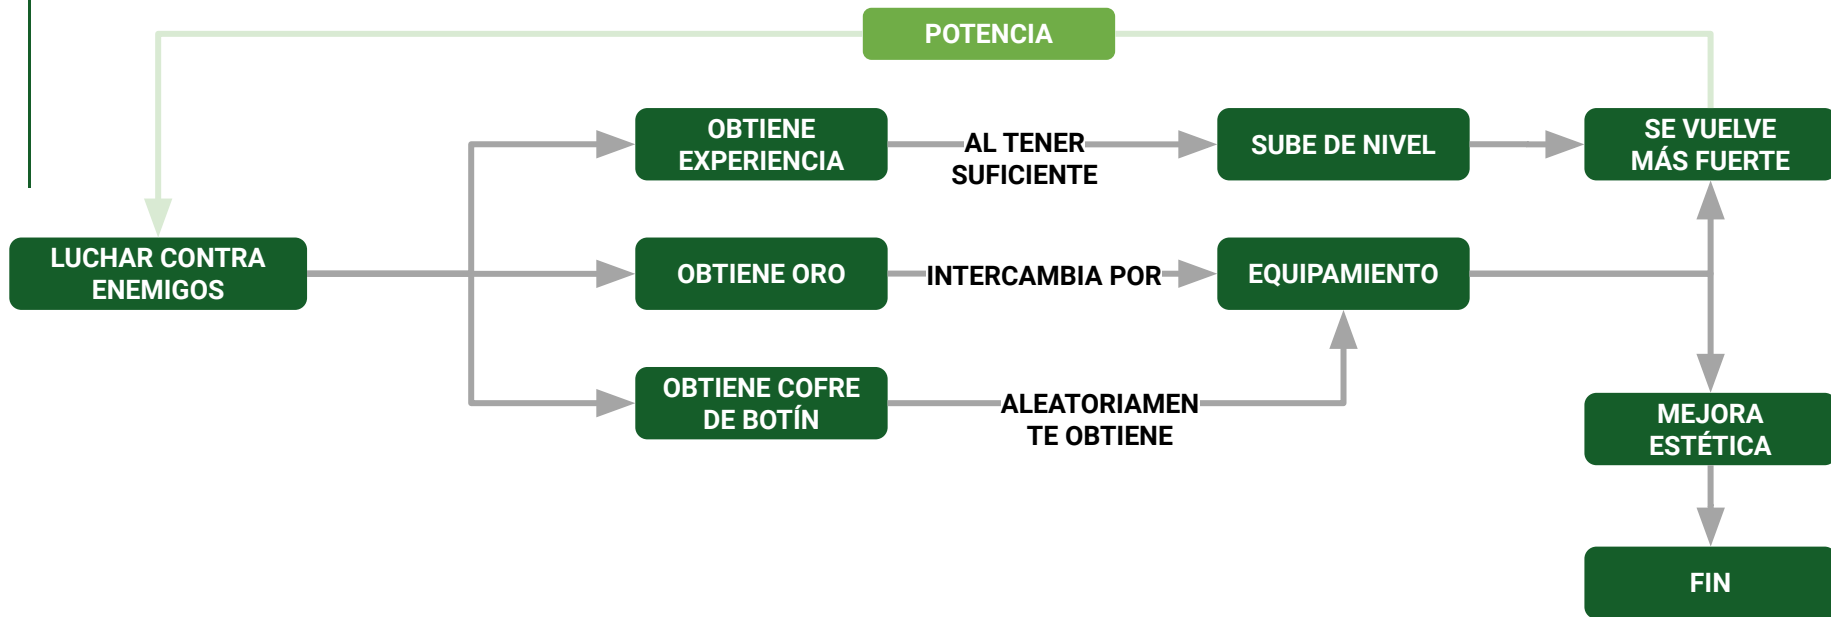 POTENCIA
OBTIENE
EXPERIENCIA
AL TENER
SUFICIENTE
SUBE DE NIVEL
SE VUELVE
MÁS FUERTE
LUCHAR CONTRA
ENEMIGOS
OBTIENE ORO
INTERCAMBIA POR
EQUIPAMIENTO
OBTIENE COFRE
DE BOTÍN
ALEATORIAMEN
TE OBTIENE
MEJORA
ESTÉTICA
FIN